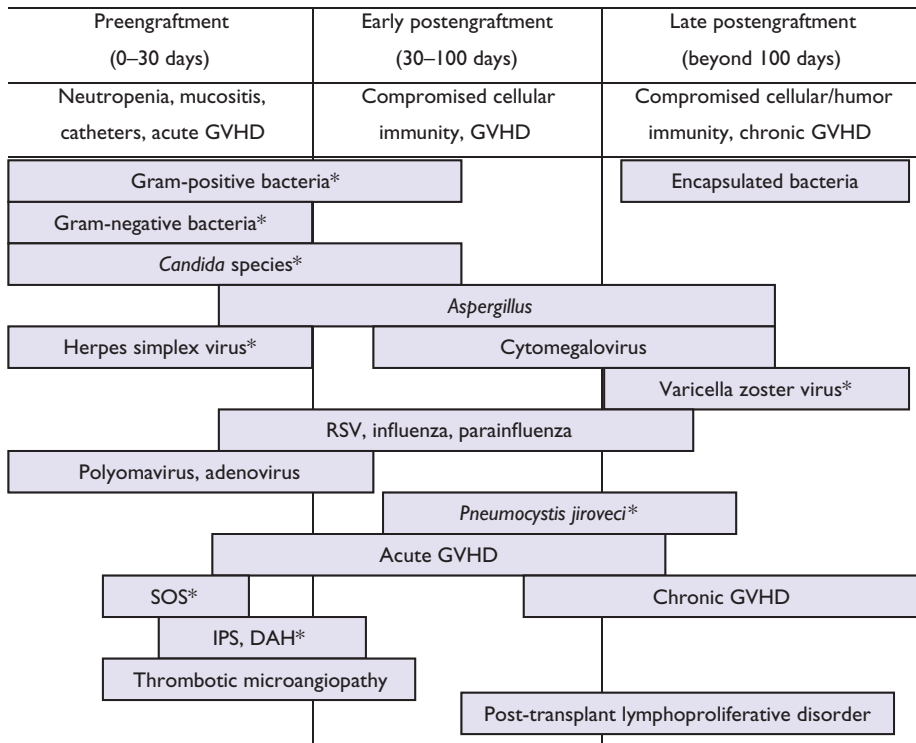 Preengraftment
(0–30 days)
Early postengraftment
(30–100 days)
Late postengraftment
(beyond 100 days)
Neutropenia, mucositis,
catheters, acute GVHD
Compromised cellular
immunity, GVHD
Compromised cellular/humor
immunity, chronic GVHD
Gram-positive bacteria*
Encapsulated bacteria
Gram-negative bacteria*
Candida species*
Aspergillus
Herpes simplex virus*
Cytomegalovirus
Varicella zoster virus*
RSV, influenza, parainfluenza
Polyomavirus, adenovirus
Pneumocystis jiroveci*
Acute GVHD
SOS*
Chronic GVHD
IPS, DAH*
Thrombotic microangiopathy
Post-transplant lymphoproliferative disorder